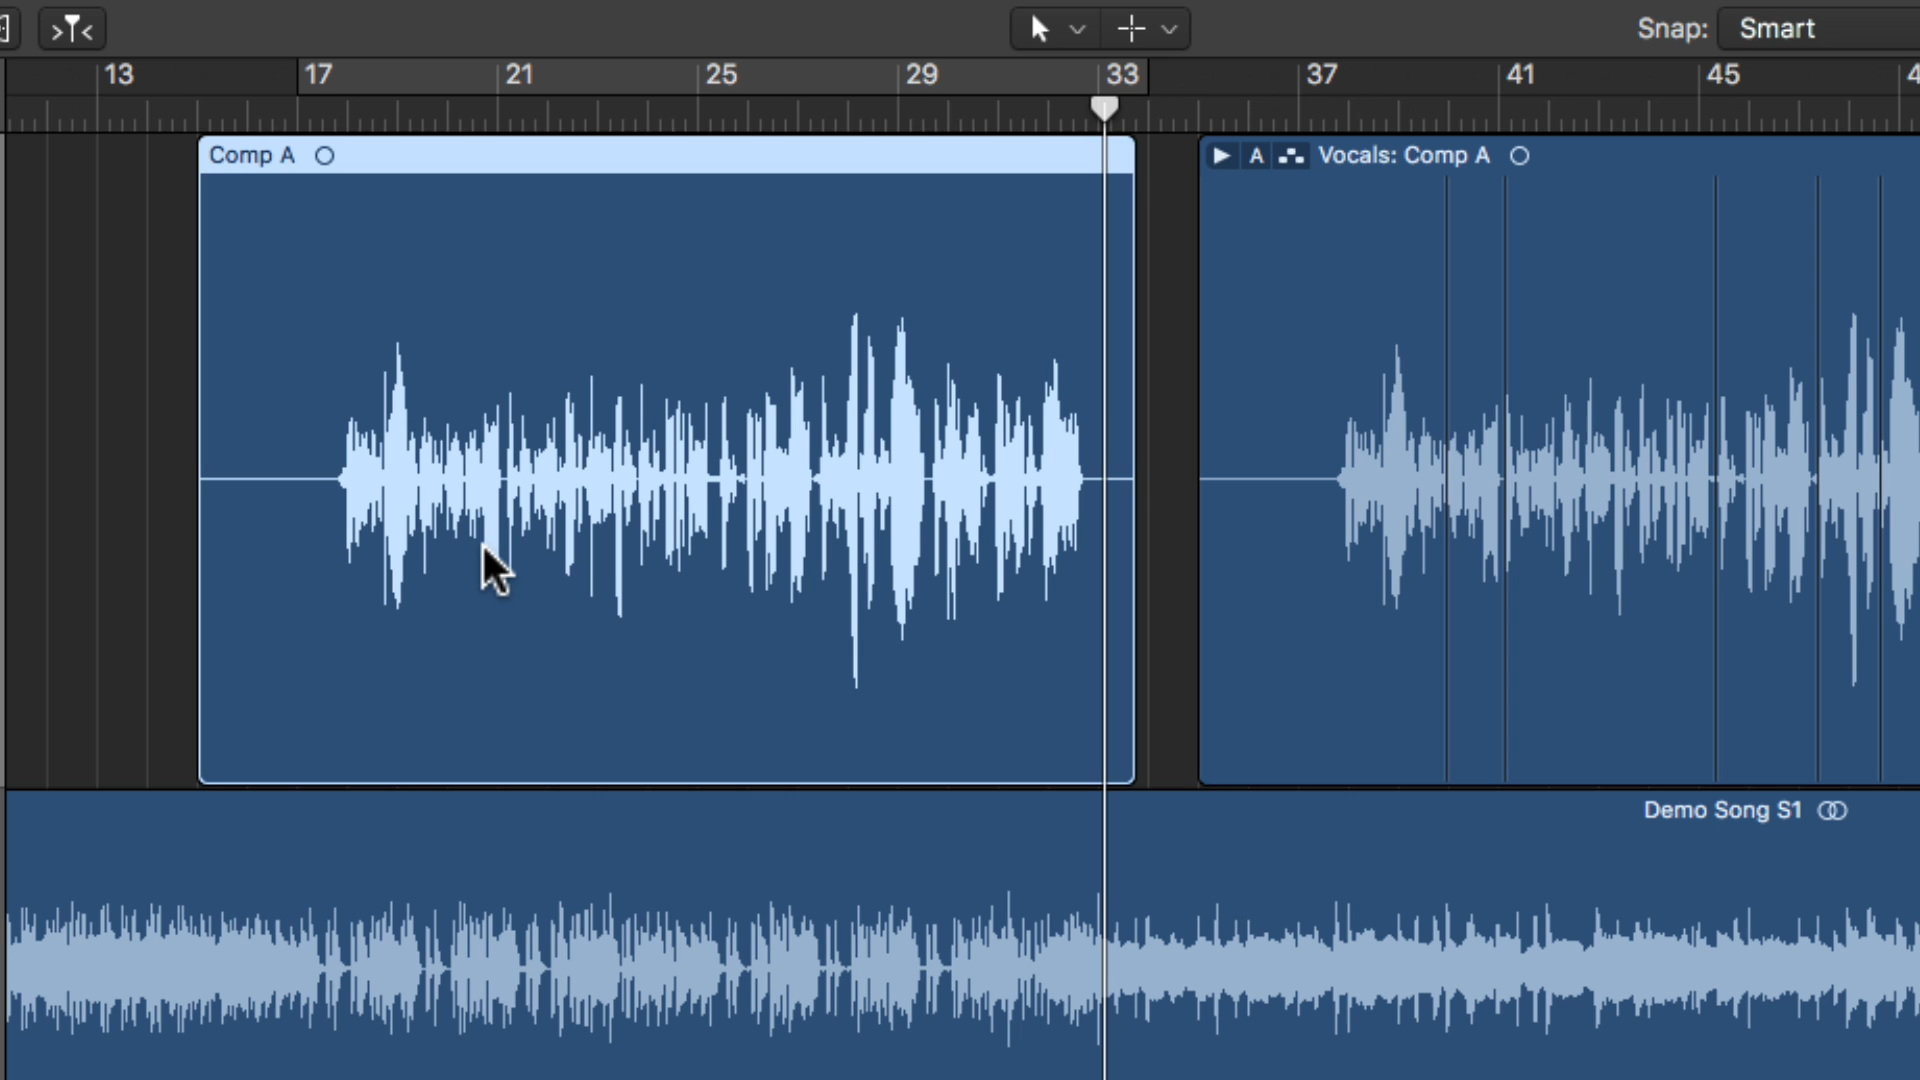 Snap: Smart
13 17 21 25 29 33 37 41 45
Comp A
A Vocals: Comp A
Demo Song S1